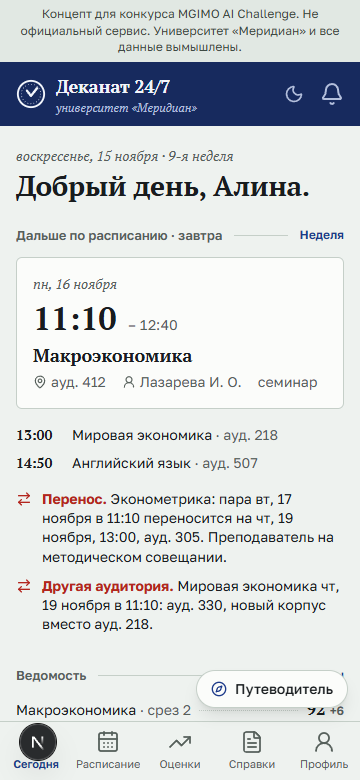 Концепт для конкурса MGIMO AI Challenge. Не
официальный сервис. Университет «Меридиан» и все
данные вымышлены.
Деканат 24/7
университет «Меридиан»
воскресенье, 15 ноября · 9-я неделя
Добрый день, Алина.
Дальше по расписанию · завтра
Неделя
пн, 16 ноября
11:10 – 12:40
Макроэкономика
ауд. 412 Лазарева И. О. семинар
13:00 Мировая экономика · ауд. 218
14:50 Английский язык · ауд. 507
Перенос. Эконометрика: пара вт, 17
ноября в 11:10 переносится на чт, 19
ноября, 13:00, ауд. 305. Преподаватель на
методическом совещании.
Другая аудитория. Мировая экономика чт,
19 ноября в 11:10: ауд. 330, новый корпус
вместо ауд. 218.
Ведомость
Путеводитель
Макроэкономика · срез 2 92 +6
N
Сегодня Расписание Оценки Справки Профиль